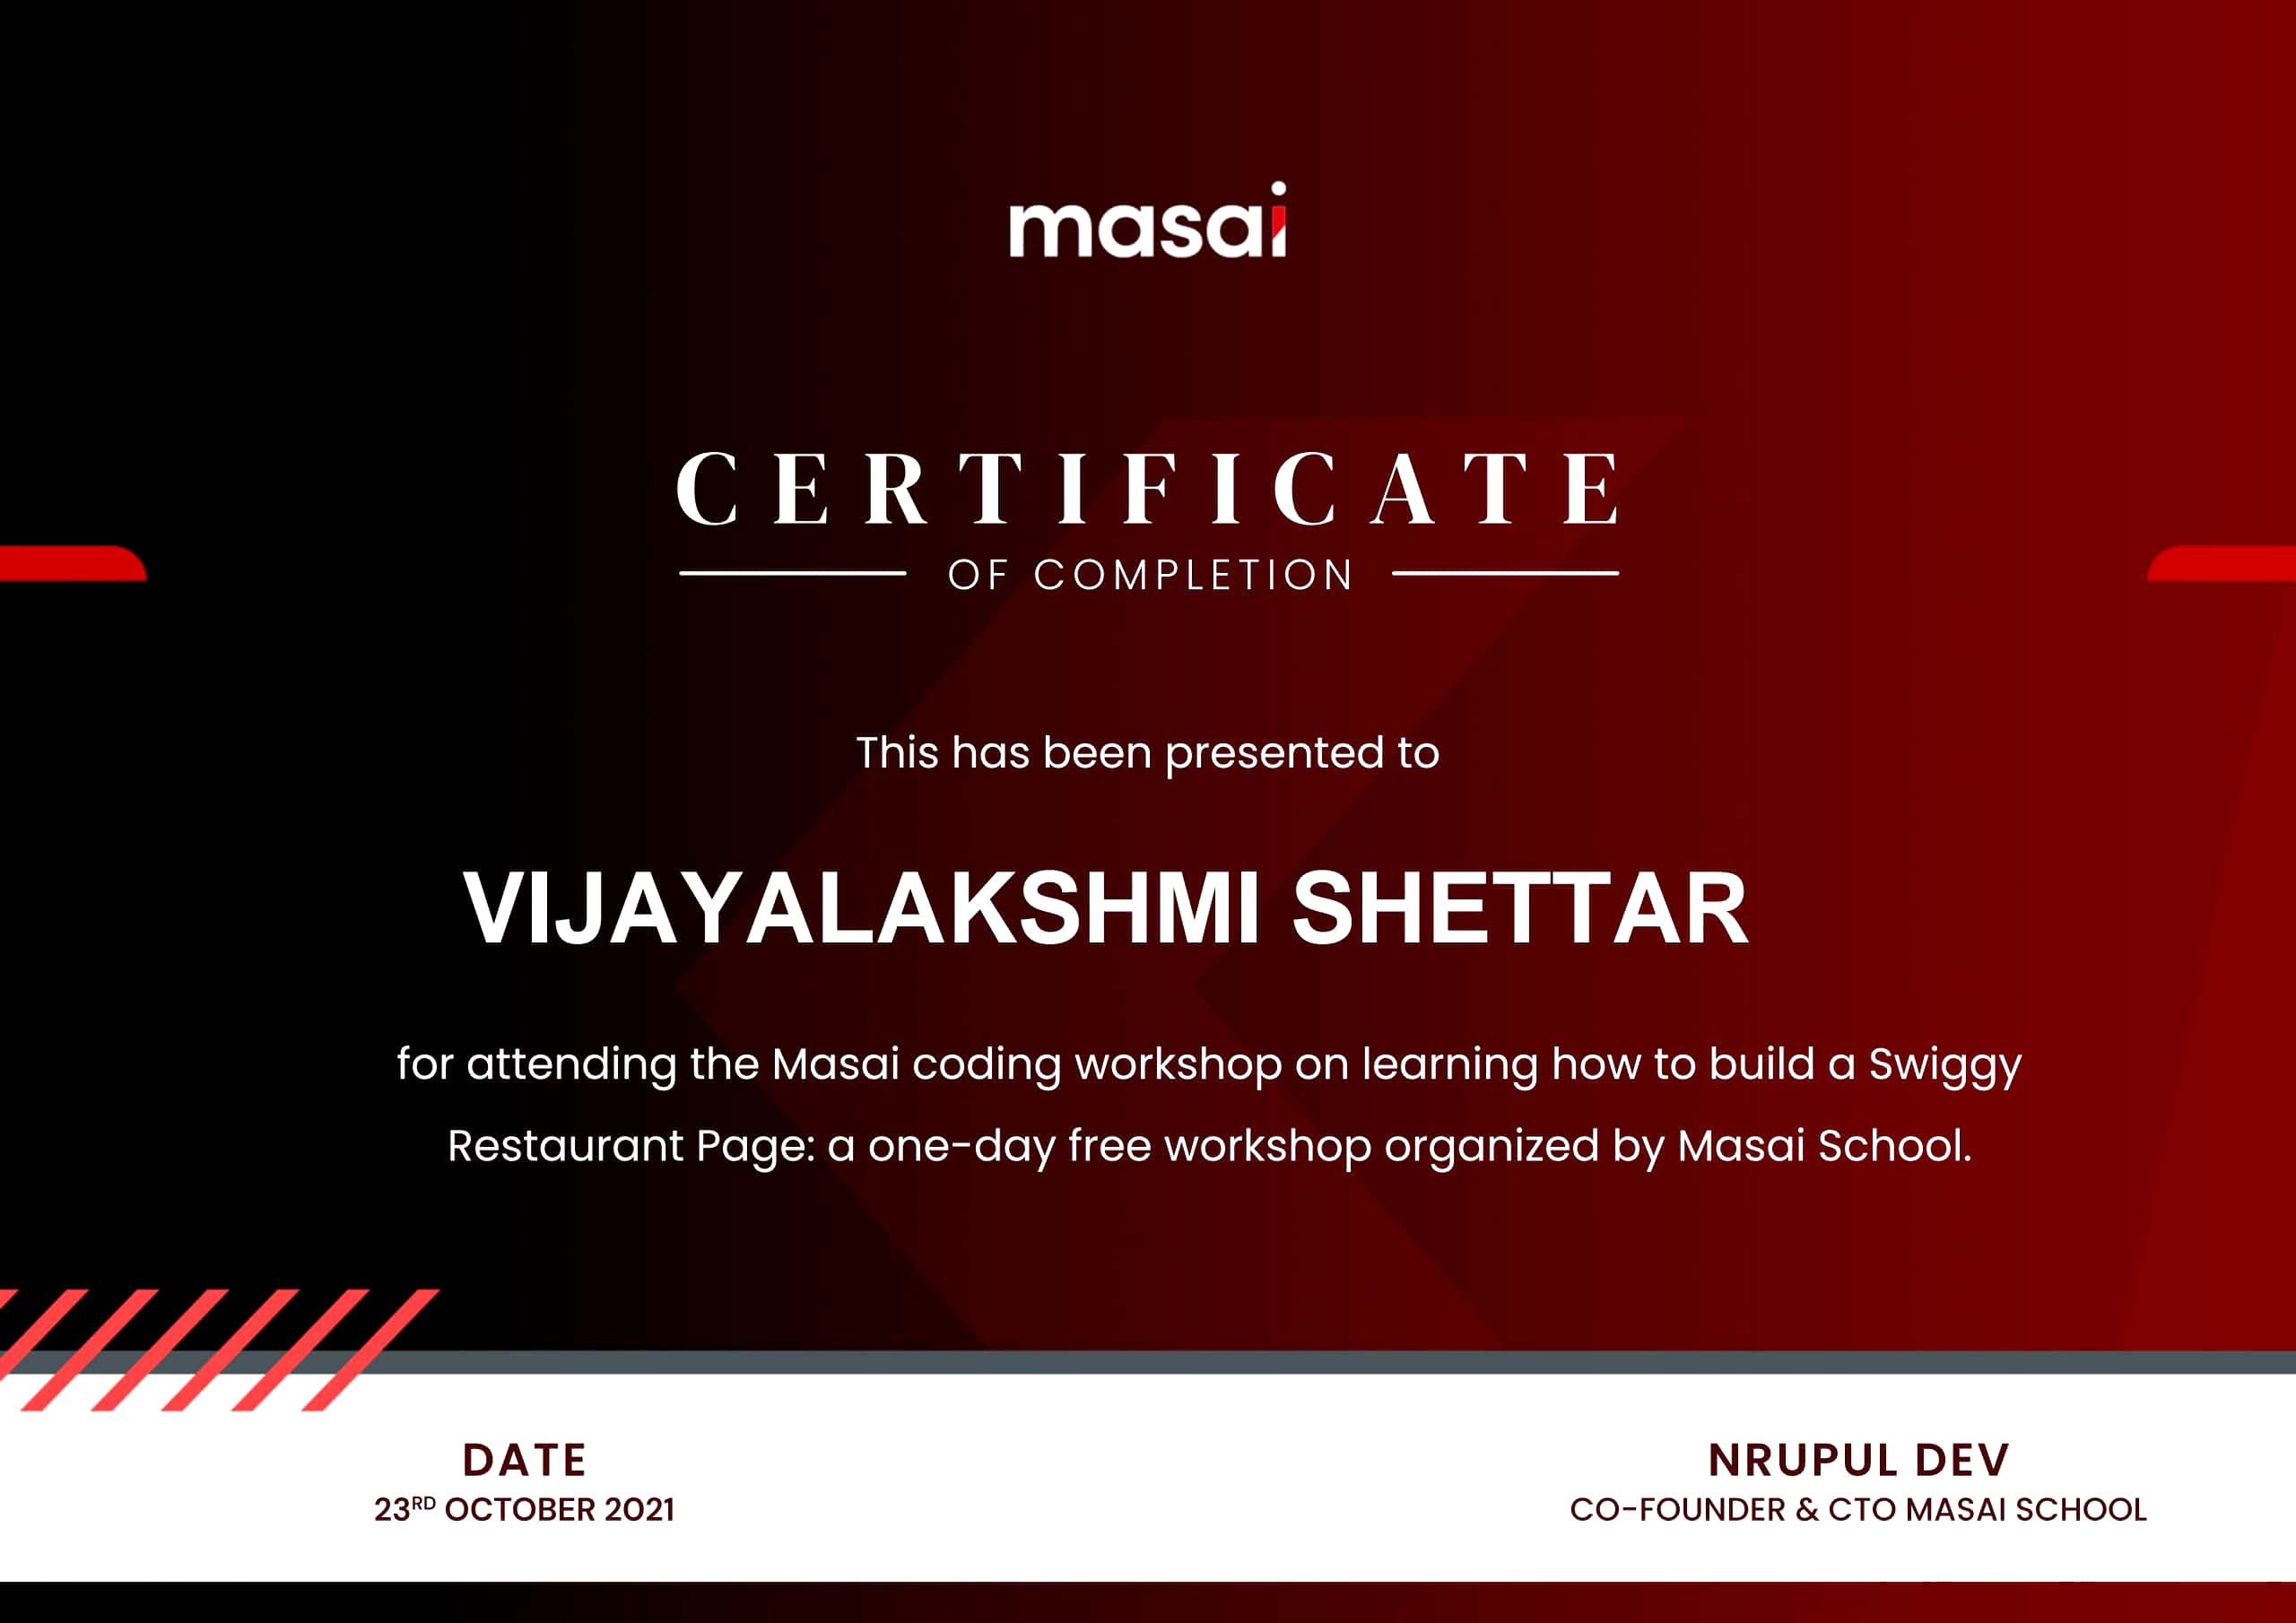 masai
CERTIFICATE
OF COMPLETION
This has been presented to
VIJAYALAKSHMI SHETTAR
for attending the Masai coding workshop on learning how to build a Swiggy
Restaurant Page: a one-day free workshop organized by Masai School.
DATE
23RD OCTOBER 2021
NRUPUL DEV
CO-FOUNDER & CTO MASAI SCHOOL